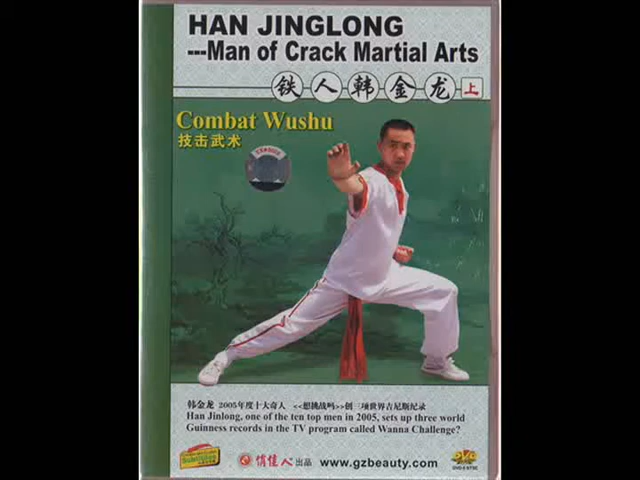 HAN JINGLONG
---Man of Crack Martial Arts
铁人韩金龙 上
Combat Wushu
技击武术
韩金龙 2005年度十大奇人 <<想挑战吗>>创三项世界吉尼斯纪录
Han Jinlong, one of the ten top men in 2005, sets up three world
Guinness records in the TV program called Wanna Challenge?
俏佳人 出品 www.gzbeauty.com